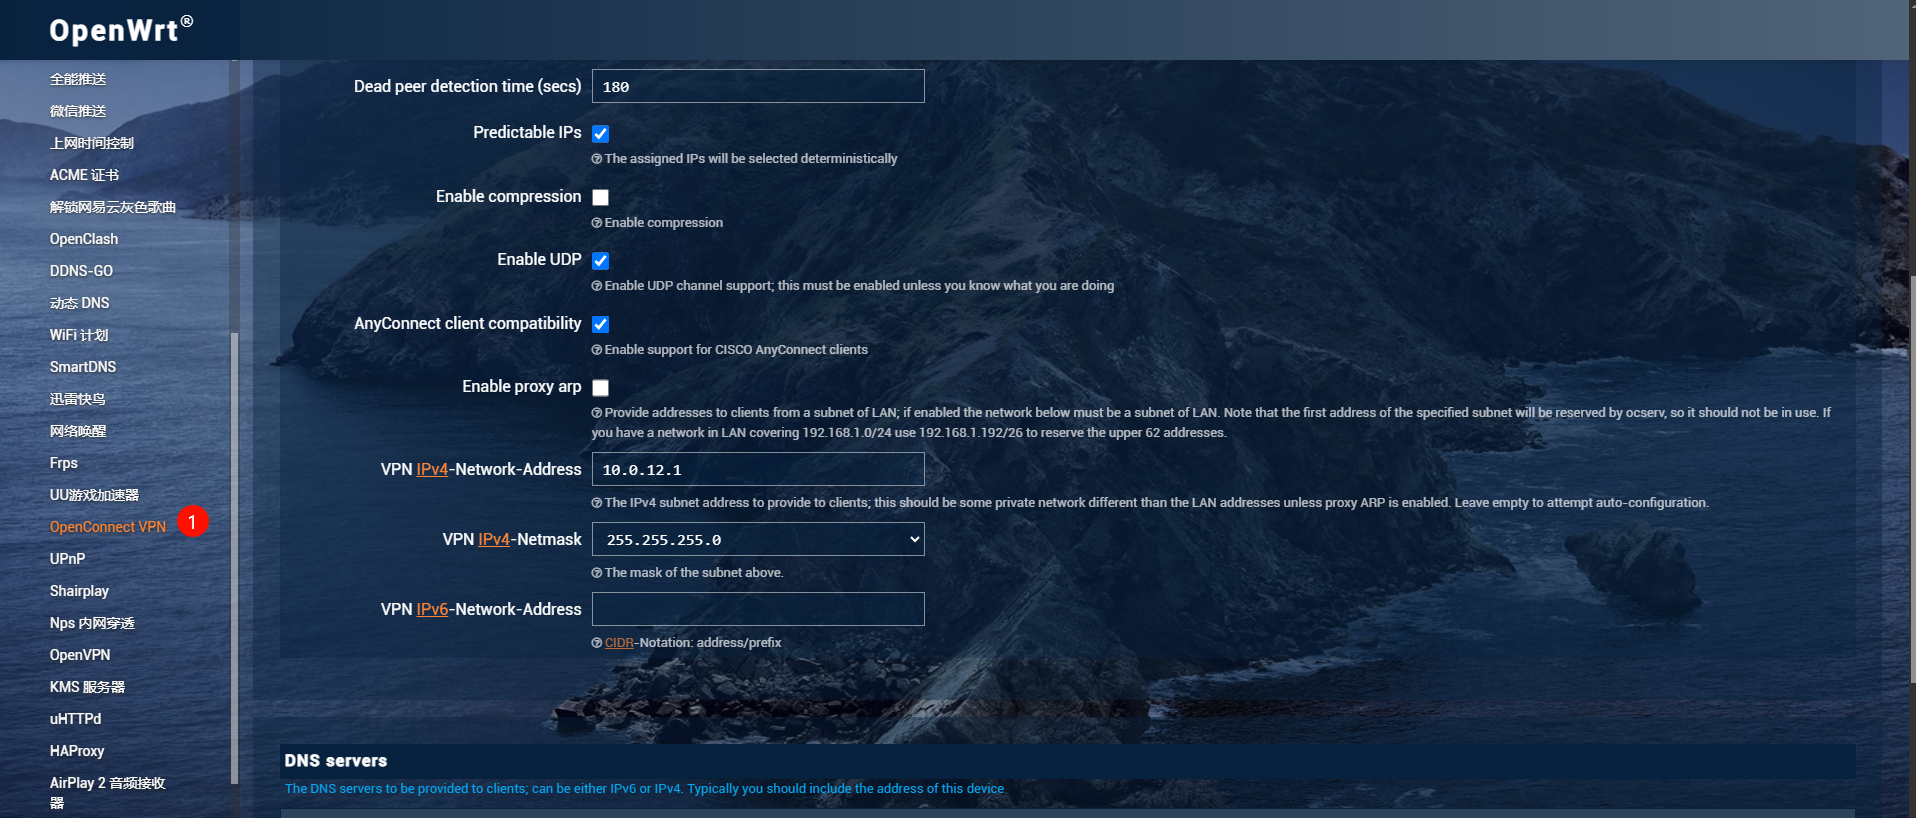 OpenWrt®
全能推送
微信推送
上网时间控制
ACME 证书
解锁网易云灰色歌曲
OpenClash
DDNS-GO
动态 DNS
WiFi 计划
SmartDNS
迅雷快鸟
网络唤醒
Frps
UU游戏加速器
OpenConnect VPN
1
UPnP
Shairplay
Nps 内网穿透
OpenVPN
KMS 服务器
uHTTPd
HAProxy
AirPlay 2 音频接收
器
Dead peer detection time (secs) 180
Predictable IPs
The assigned IPs will be selected deterministically
Enable compression
Enable compression
Enable UDP
Enable UDP channel support; this must be enabled unless you know what you are doing
AnyConnect client compatibility
Enable support for CISCO AnyConnect clients
Enable proxy arp
Provide addresses to clients from a subnet of LAN; if enabled the network below must be a subnet of LAN. Note that the first address of the specified subnet will be reserved by ocserv, so it should not be in use. If
you have a network in LAN covering 192.168.1.0/24 use 192.168.1.192/26 to reserve the upper 62 addresses.
VPN IPv4-Network-Address 10.0.12.1
The IPv4 subnet address to provide to clients; this should be some private network different than the LAN addresses unless proxy ARP is enabled. Leave empty to attempt auto-configuration.
VPN IPv4-Netmask 255.255.255.0
The mask of the subnet above.
VPN IPv6-Network-Address
CIDR-Notation: address/prefix
DNS servers
The DNS servers to be provided to clients; can be either IPv6 or IPv4. Typically you should include the address of this device